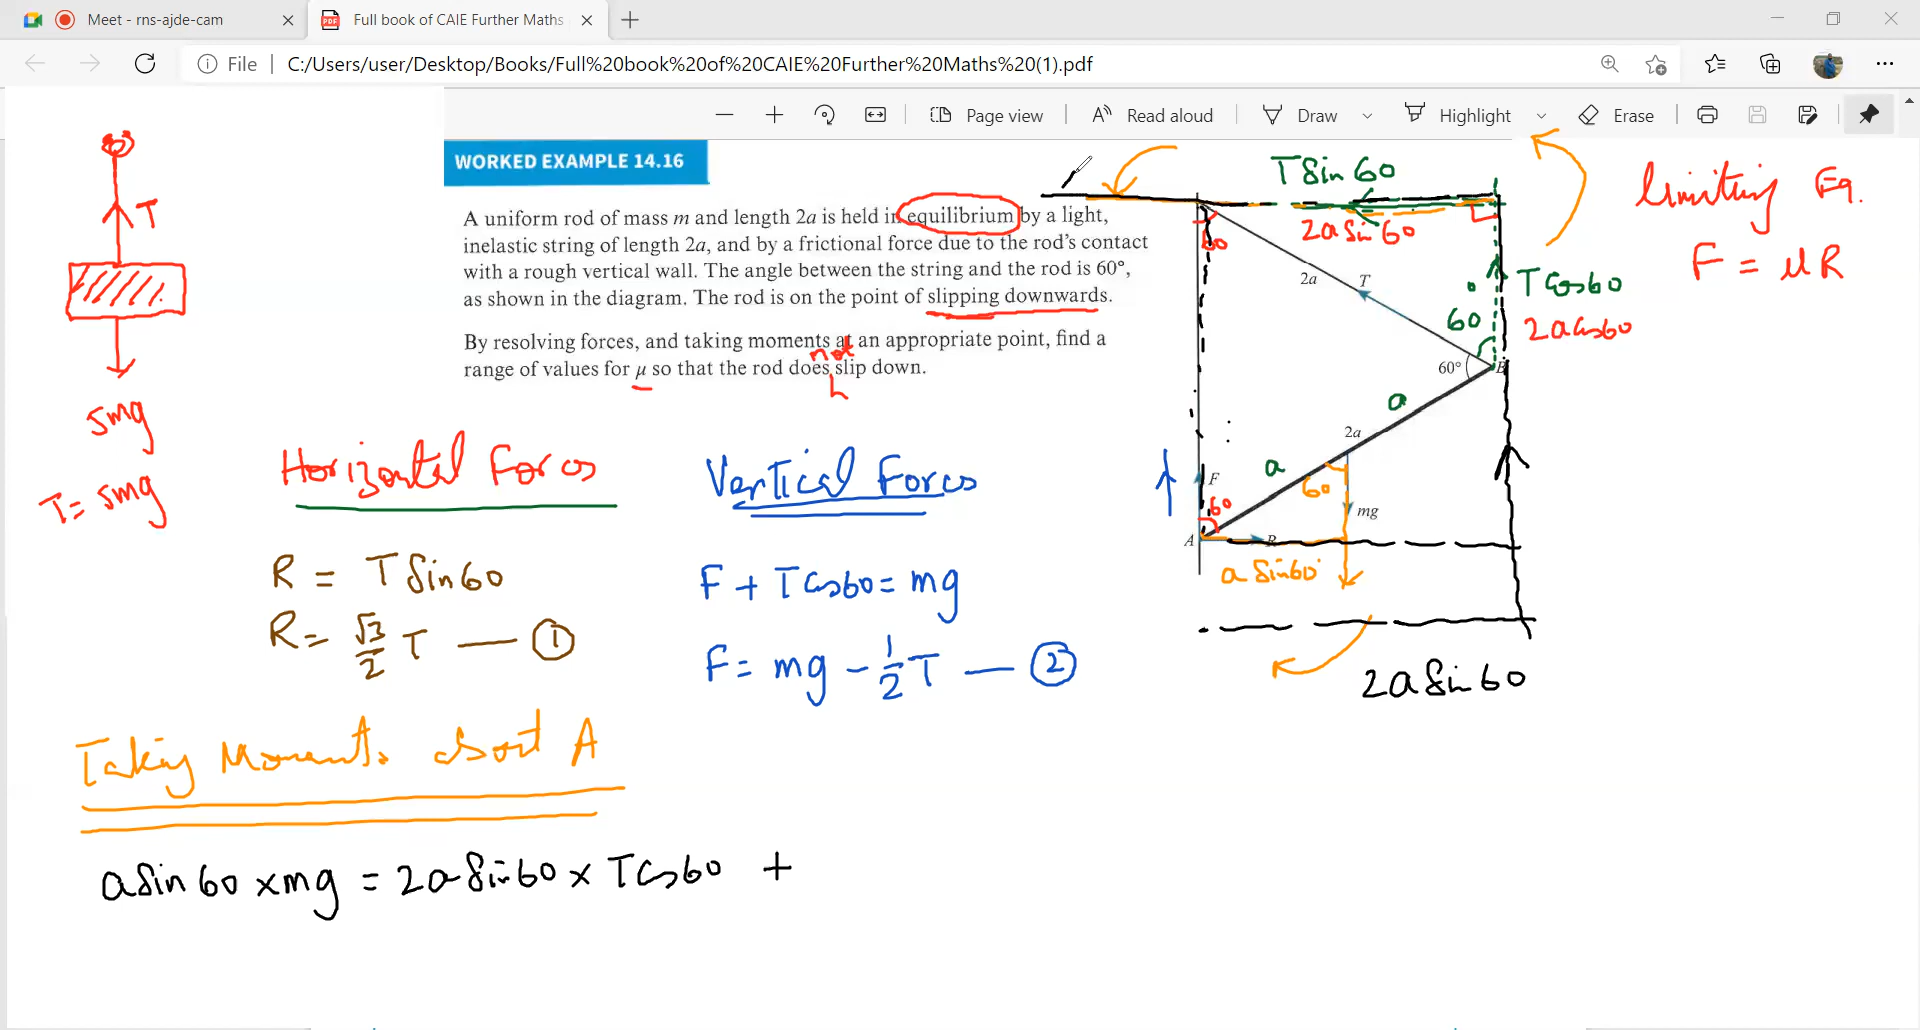 Meet - rns-ajde-cam
Full book of CAIE Further Maths
File
C:/Users/user/Desktop/Books/Full%20book%20of%20CAIE%20Further%20Maths%20(1).pdf
Page view
Read aloud
Draw
Highlight
Erase
WORKED EXAMPLE 14.16
A uniform rod of mass m and length 2a is held in equilibrium by a light,
inelastic string of length 2a, and by a frictional force due to the rod's contact
with a rough vertical wall. The angle between the string and the rod is 60°,
as shown in the diagram. The rod is on the point of slipping downwards.
By resolving forces, and taking moments at an appropriate point, find a
not
range of values for μ so that the rod does slip down.
T
5mg
T = 5mg
T Sin 60
2a Sin 60
60
2a
T
T Cos 60
2a Cos 60
60
60°
B
a
2a
a
60
F
60
mg
A
R
a Sin 60
2a Sin 60
limiting Eq.
F = μR
Horizontal Forces
R = T Sin 60
R = √3/2 T — ①
Vertical Forces
F + T Cos 60 = mg
F = mg - 1/2 T — ②
Taking Moments about A
a Sin 60 × mg = 2a Sin 60 × T Cos 60 +